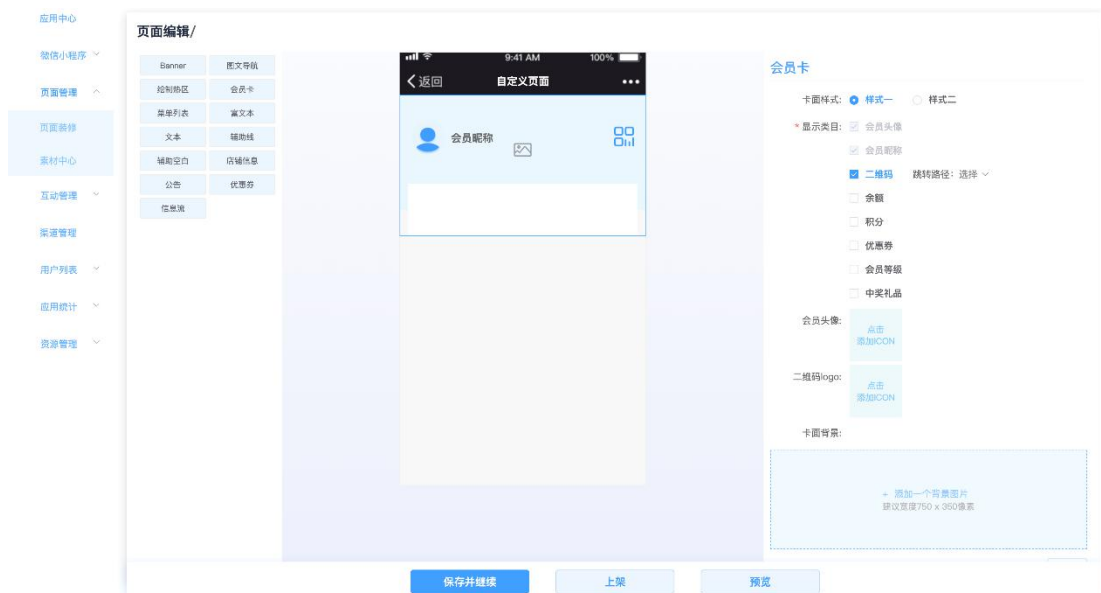 应用中心
微信小程序
页面管理
页面装修
素材中心
互动管理
渠道管理
用户列表
应用统计
资源管理
页面编辑/
Banner 图文导航
绘制热区 会员卡
菜单列表 富文本
文本 辅助线
辅助空白 店铺信息
公告 优惠券
信息流
9:41 AM 100%
返回 自定义页面
会员昵称
会员卡
卡面样式: 样式一 样式二
* 显示类目: 会员头像
会员昵称
二维码 跳转路径: 选择
余额
积分
优惠券
会员等级
中奖礼品
会员头像: 点击
添加ICON
二维码logo: 点击
添加ICON
卡面背景:
+ 添加一个背景图片
建议宽度750 x 350像素
保存并继续 上架 预览